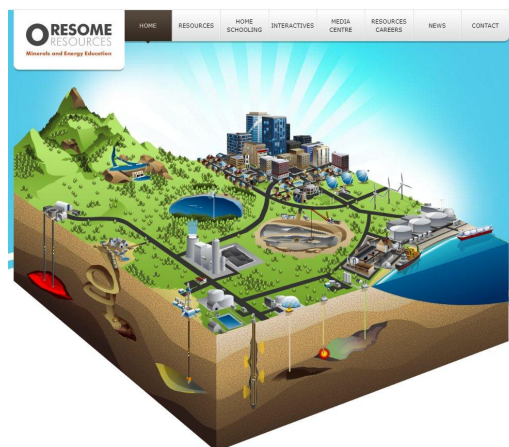 ORESOME
RESOURCES
Minerals and Energy Education
HOME
RESOURCES
HOME
SCHOOLING
INTERACTIVES
MEDIA
CENTRE
RESOURCES
CAREERS
NEWS
CONTACT